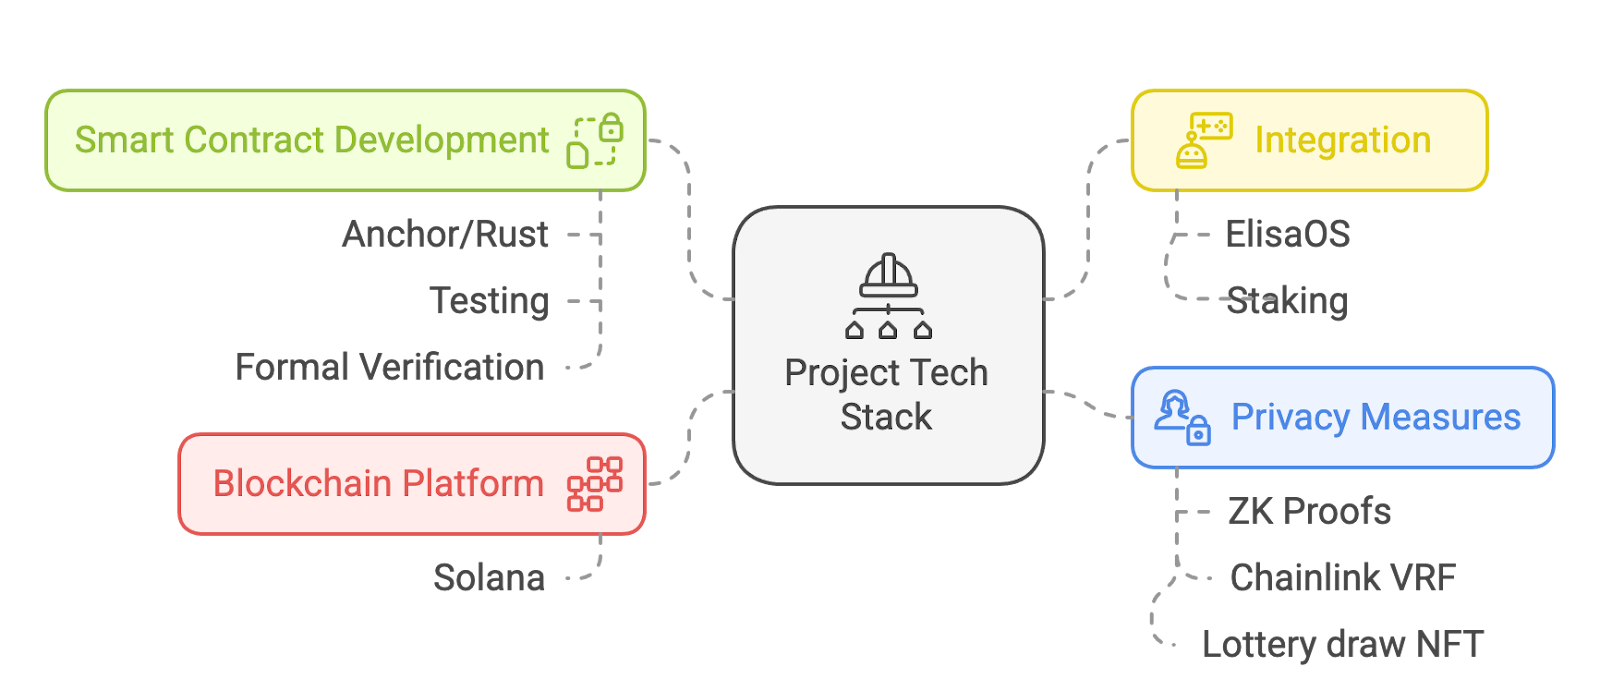 Smart Contract Development
Anchor/Rust
Testing
Formal Verification
Blockchain Platform
Solana
Project Tech
Stack
Integration
ElisaOS
Staking
Privacy Measures
ZK Proofs
Chainlink VRF
Lottery draw NFT